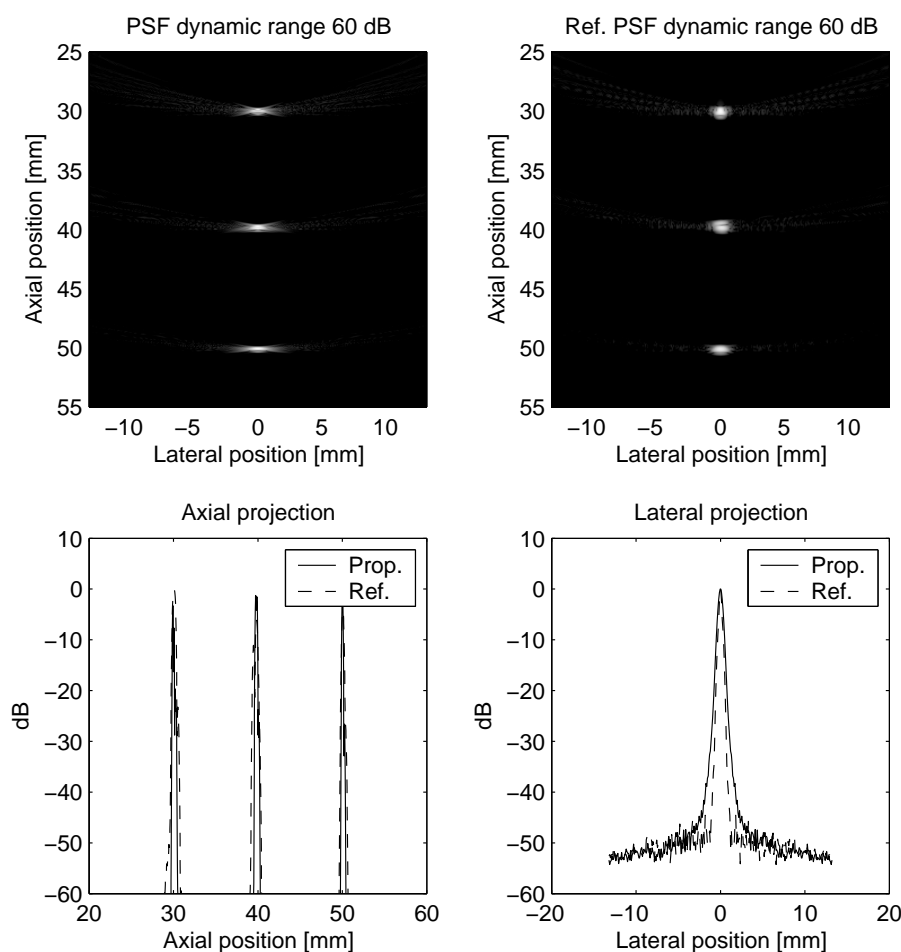 PSF dynamic range 60 dB
25
30
35
40
45
50
55
Axial position [mm]
−10 −5 0 5 10
Lateral position [mm]
Ref. PSF dynamic range 60 dB
25
30
35
40
45
50
55
Axial position [mm]
−10 −5 0 5 10
Lateral position [mm]
Axial projection
10
0
−10
−20
−30
−40
−50
−60
dB
Prop.
Ref.
20 30 40 50 60
Axial position [mm]
Lateral projection
10
0
−10
−20
−30
−40
−50
−60
dB
Prop.
Ref.
−20 −10 0 10 20
Lateral position [mm]